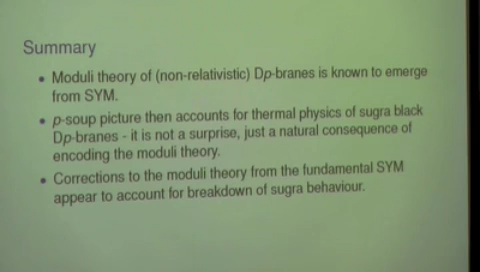 Summary
• Moduli theory of (non-relativistic) Dp-branes is known to emerge
from SYM.
• p-soup picture then accounts for thermal physics of sugra black
Dp-branes - it is not a surprise, just a natural consequence of
encoding the moduli theory.
• Corrections to the moduli theory from the fundamental SYM
appear to account for breakdown of sugra behaviour.